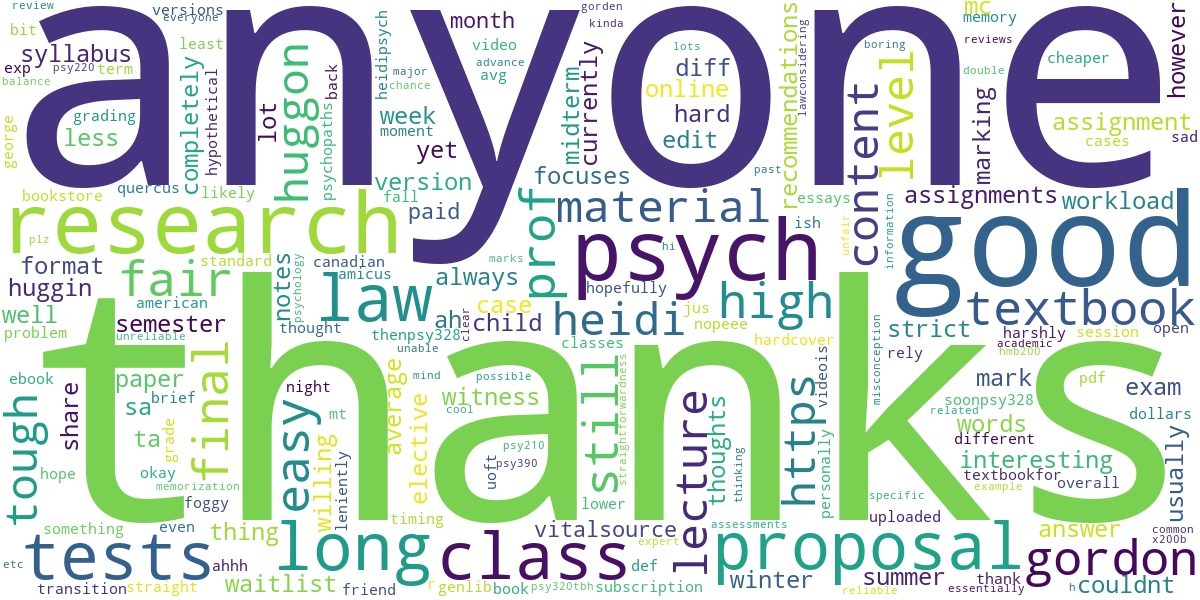 review
versions
everyone
bit
syllabus
least
exp
psy220
term
balance
grading
less
george
completely
hypothetical
lot
huggon
psychopaths
back
heidipsych
month
video
advance
avg
major
chance
week
moment
yet
gorden
kinda
midterm
currently
lots
diff
online
hard
edit
recommendations
lawconsidering
boring
mc
memory
reviews
double
level
content
marking
cheaper
however
assignment
cases
sad
anyone
bookstore
quercus
likely
version
fall
paid
focuses
past
essays
assignments
workload
research
plz
standard
prof
material
ish
psych
hi
unfair
information
good
format
huggin
fair
notes
psychology
canadian
amicus
always
marks
hopefully
high
textbook
american
well
problem
semester
unreliable
law
thought
thenpsy328
ah
clear
case
child
heidi
jus
nopeee
hardcover
strict
harshly
session
open
academic
hmb200
classes
unable
misconception
rely
thanks
ebook
share
paper
brief
sa
ta
final
night
easy
mt
average
mind
possible
cool
witness
still
straightforwardness
lower
lecture
thoughts
thinking
https
videois
personally
mark
soonpsy328
related
words
different
pdf
exam
dollars
usually
interesting
textbookfor
overall
tough
hope
okay
grade
memorization
foggy
willing
leniently
elective
uoft
psy210
psy390
specific
example
something
even
thing
timing
vitalsource
assessments
uploaded
answer
common
x200b
tests
long
class
proposal
gordon
etc
ahhh
expert
def
winter
summer
thank
essentially
h
couldnt
transition
straight
waitlist
friend
r
genlib
book
psy320tbh
subscription
reliable